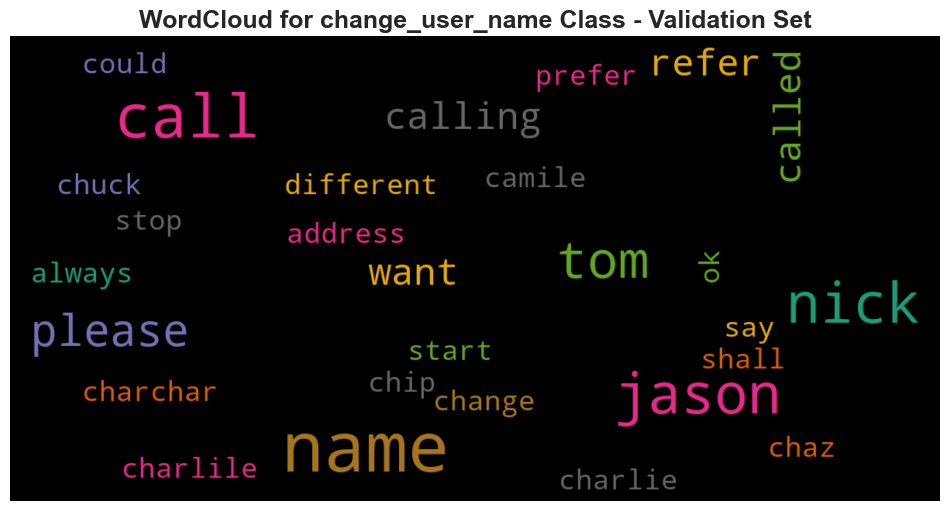 WordCloud for change_user_name Class - Validation Set
could
prefer
refer
called
call
calling
chuck
different
camile
stop
address
always
want
tom
ok
nick
please
say
start
shall
charchar
chip
change
jason
name
chaz
charlile
charlie